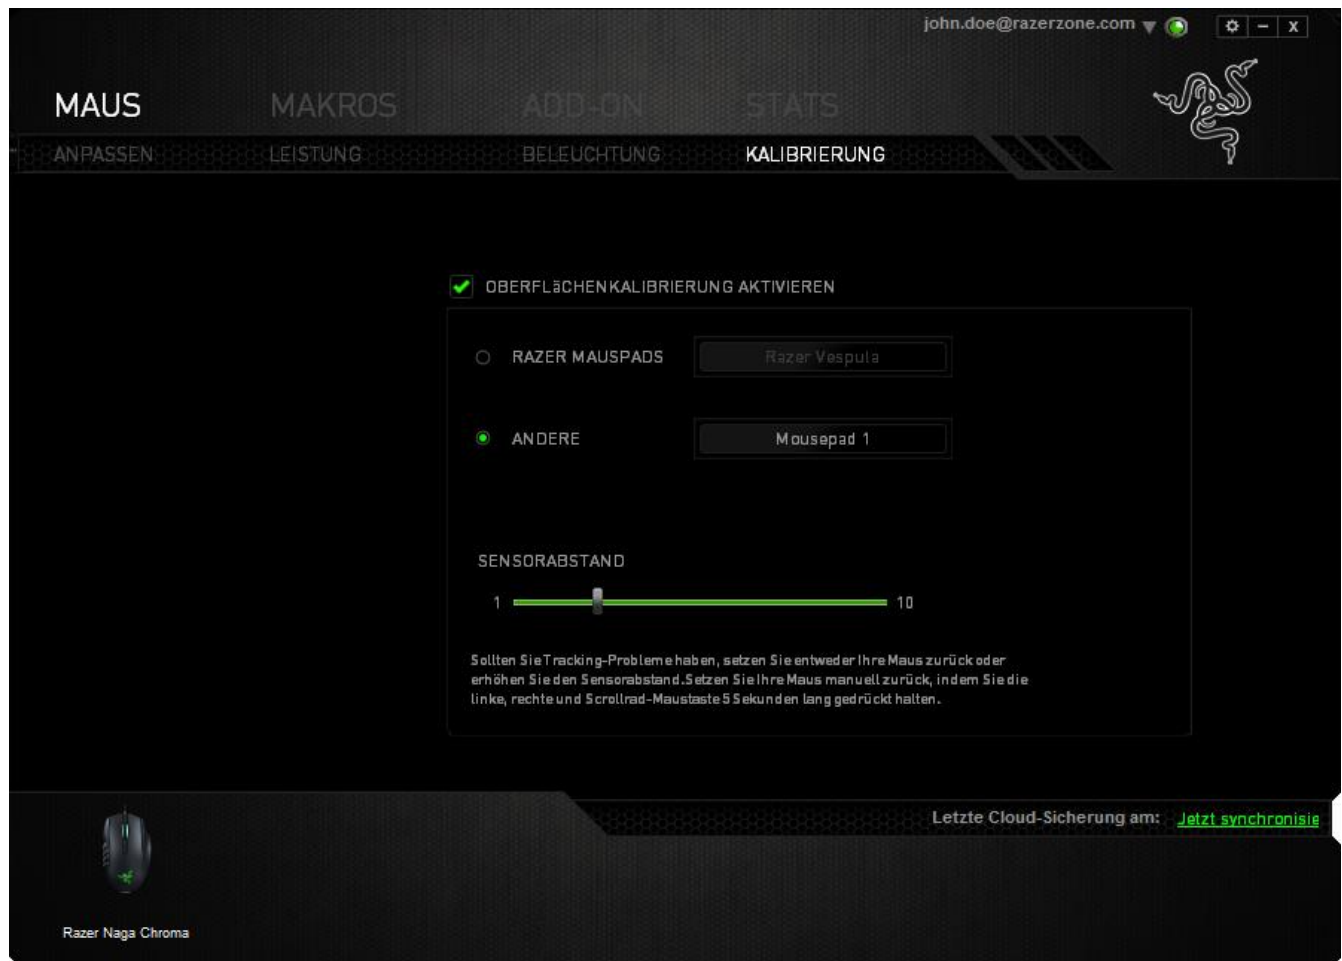 john.doe@razerzone.com
MAUS MAKROS ADD-ON STATS
ANPASSEN LEISTUNG BELEUCHTUNG KALIBRIERUNG
OBERFLäCHENKALIBRIERUNG AKTIVIEREN
RAZER MAUSPADS Razer Vespula
ANDERE Mousepad 1
SENSORABSTAND
1 10
Sollten Sie Tracking-Probleme haben, setzen Sie entweder Ihre Maus zurück oder
erhöhen Sie den Sensorabstand.Setzen Sie Ihre Maus manuell zurück, indem Sie die
linke, rechte und Scrollrad-Maustaste 5 Sekunden lang gedrückt halten.
Letzte Cloud-Sicherung am: Jetzt synchronisie
Razer Naga Chroma